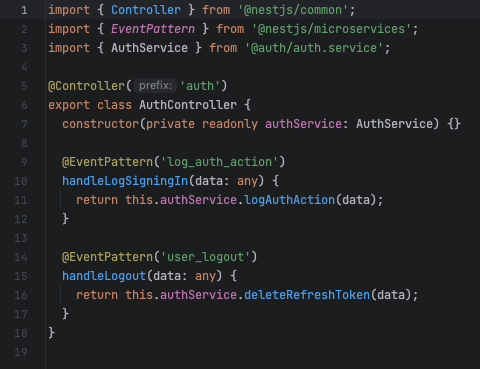 1 import { Controller } from '@nestjs/common';
2 import { EventPattern } from '@nestjs/microservices';
3 import { AuthService } from '@auth/auth.service';
4
5 @Controller( prefix: 'auth')
6 export class AuthController {
7   constructor(private readonly authService: AuthService) {}
8
9   @EventPattern('log_auth_action')
10   handleLogSigningIn(data: any) {
11     return this.authService.logAuthAction(data);
12   }
13
14   @EventPattern('user_logout')
15   handleLogout(data: any) {
16     return this.authService.deleteRefreshToken(data);
17   }
18 }
19